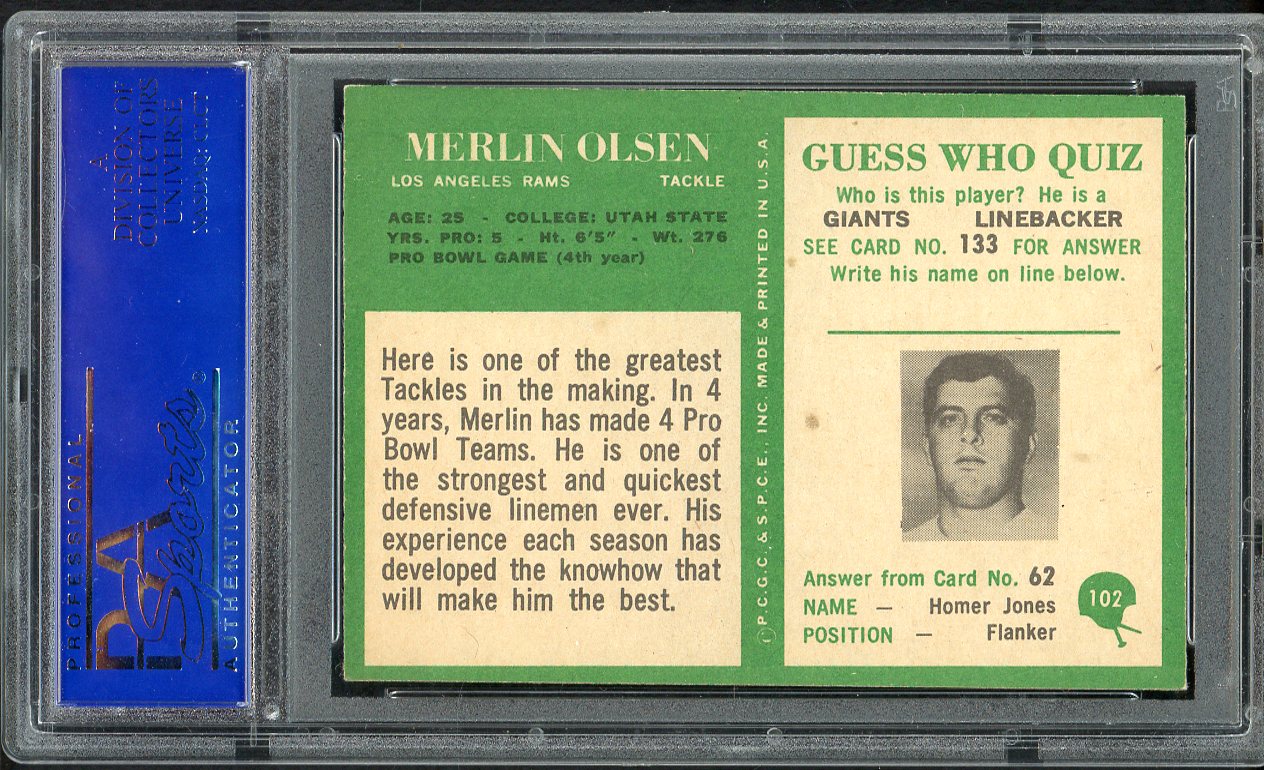 A
DIVISION OF
COLLECTORS
UNIVERSE
NASDAQ: CLCT
PROFESSIONAL
PSA
Sports®
AUTHENTICATOR
MERLIN OLSEN
LOS ANGELES RAMS TACKLE
AGE: 25 - COLLEGE: UTAH STATE
YRS. PRO: 5 - Ht. 6'5" - Wt. 276
PRO BOWL GAME (4th year)
Here is one of the greatest
Tackles in the making. In 4
years, Merlin has made 4 Pro
Bowl Teams. He is one of
the strongest and quickest
defensive linemen ever. His
experience each season has
developed the knowhow that
will make him the best.
©P.C.G.C., & S.P.C.E., INC. MADE & PRINTED IN U.S.A.
GUESS WHO QUIZ
Who is this player? He is a
GIANTS LINEBACKER
SEE CARD NO. 133 FOR ANSWER
Write his name on line below.
Answer from Card No. 62
NAME — Homer Jones
POSITION — Flanker
102
PSA